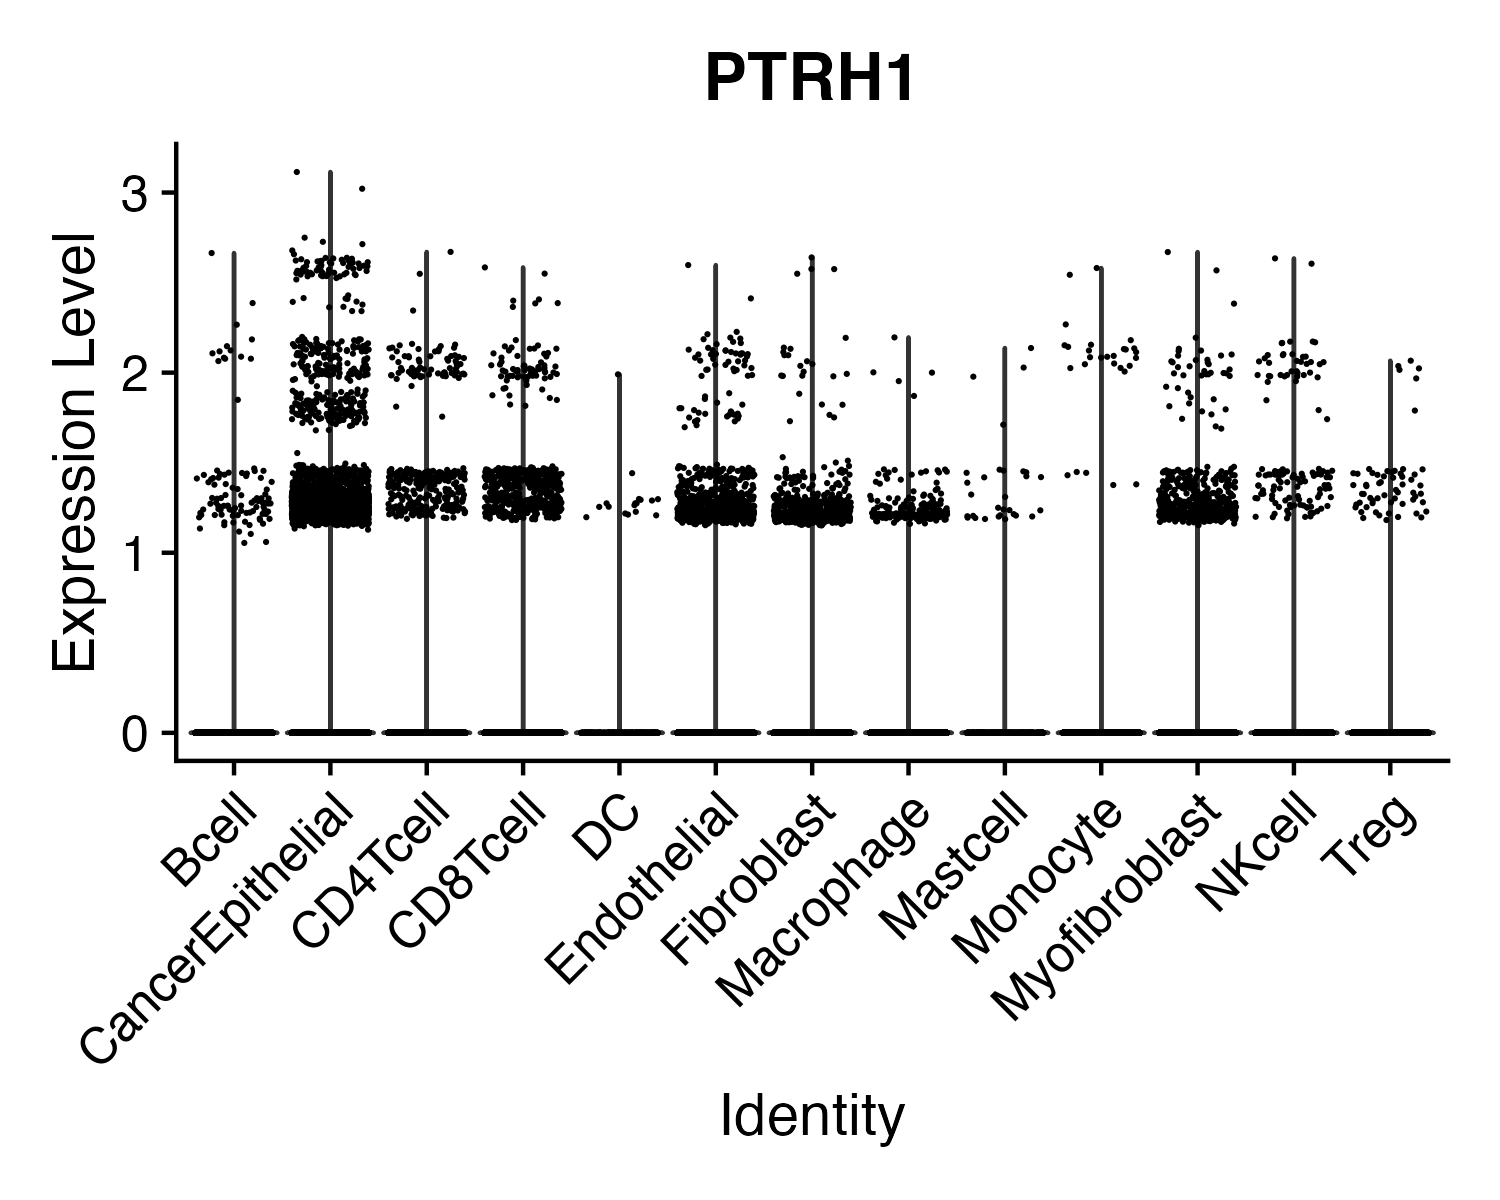 PTRH1
Expression Level
3
2
1
0
Bcell
CancerEpithelial
CD4Tcell
CD8Tcell
DC
Endothelial
Fibroblast
Macrophage
Mastcell
Monocyte
Myofibroblast
NKcell
Treg
Identity